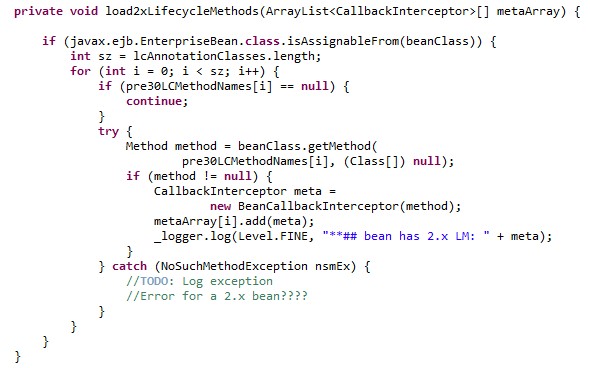 private void load2xLifecycleMethods(ArrayList<CallbackInterceptor>[] metaArray) {
if (javax.ejb.EnterpriseBean.class.isAssignableFrom(beanClass)) {
int sz = lcAnnotationClasses.length;
for (int i = 0; i < sz; i++) {
if (pre30LCMethodNames[i] == null) {
continue;
}
try {
Method method = beanClass.getMethod(
pre30LCMethodNames[i], (Class[]) null);
if (method != null) {
CallbackInterceptor meta =
new BeanCallbackInterceptor(method);
metaArray[i].add(meta);
_logger.log(Level.FINE, "**## bean has 2.x LM: " + meta);
}
} catch (NoSuchMethodException nsmEx) {
//TODO: Log exception
//Error for a 2.x bean????
}
}
}
}